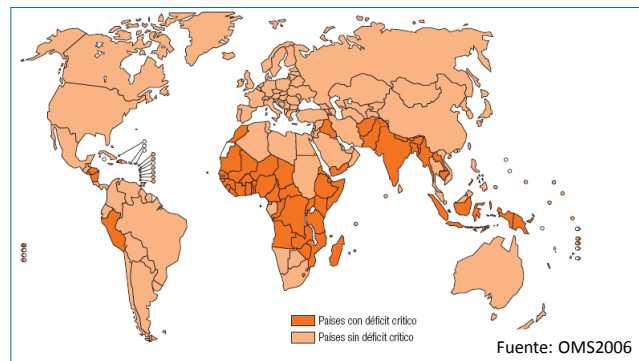 Países con déficit crítico
Países sin déficit crítico
Fuente: OMS2006